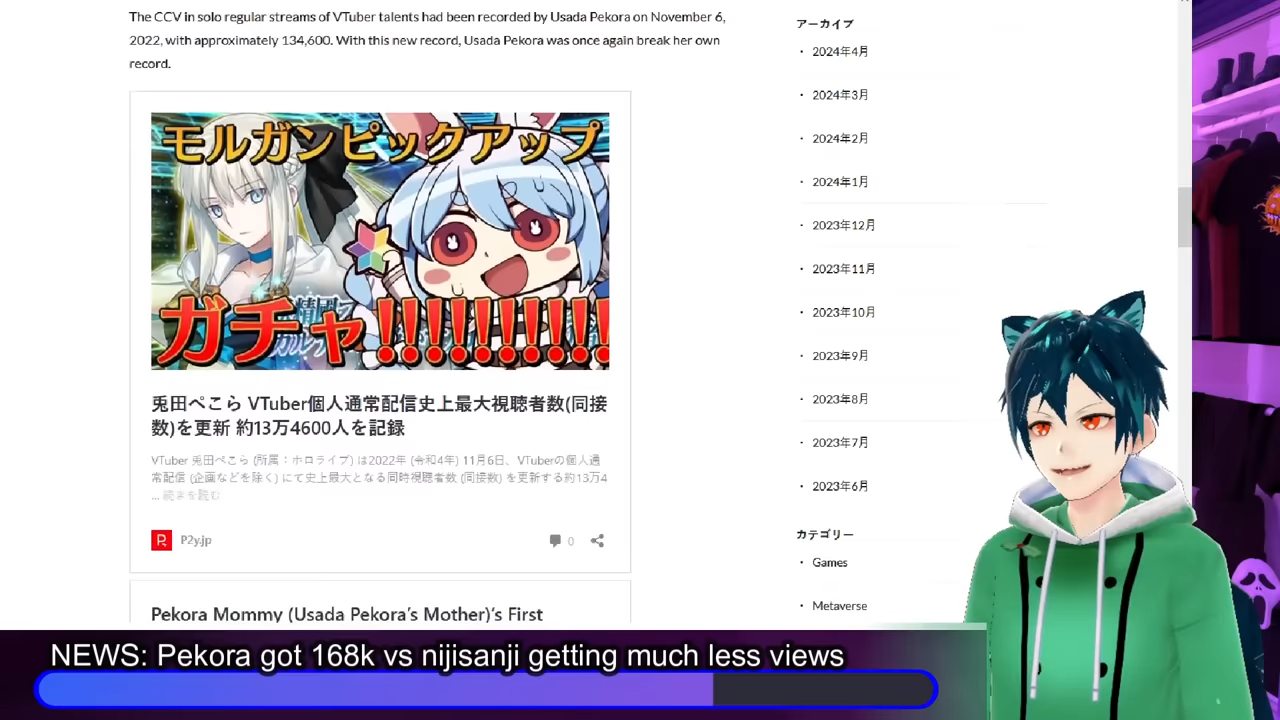 The CCV in solo regular streams of VTuber talents had been recorded by Usada Pekora on November 6,
2022, with approximately 134,600. With this new record, Usada Pekora was once again break her own
record.
モルガンピックアップ
ガチャ!!!!!!!!!!
兎田ぺこら VTuber個人通常配信史上最大視聴者数(同接
数)を更新 約13万4600人を記録
VTuber 兎田ぺこら (所属：ホロライブ) は2022年 (令和4年) 11月6日、VTuberの個人通
常配信 (企画などを除く) にて史上最大となる同時視聴者数 (同接数) を更新する約13万4
... 続きを読む
P2y.jp
0
Pekora Mommy (Usada Pekora's Mother)'s First
アーカイブ
2024年4月
2024年3月
2024年2月
2024年1月
2023年12月
2023年11月
2023年10月
2023年9月
2023年8月
2023年7月
2023年6月
カテゴリー
Games
Metaverse
NEWS: Pekora got 168k vs nijisanji getting much less views